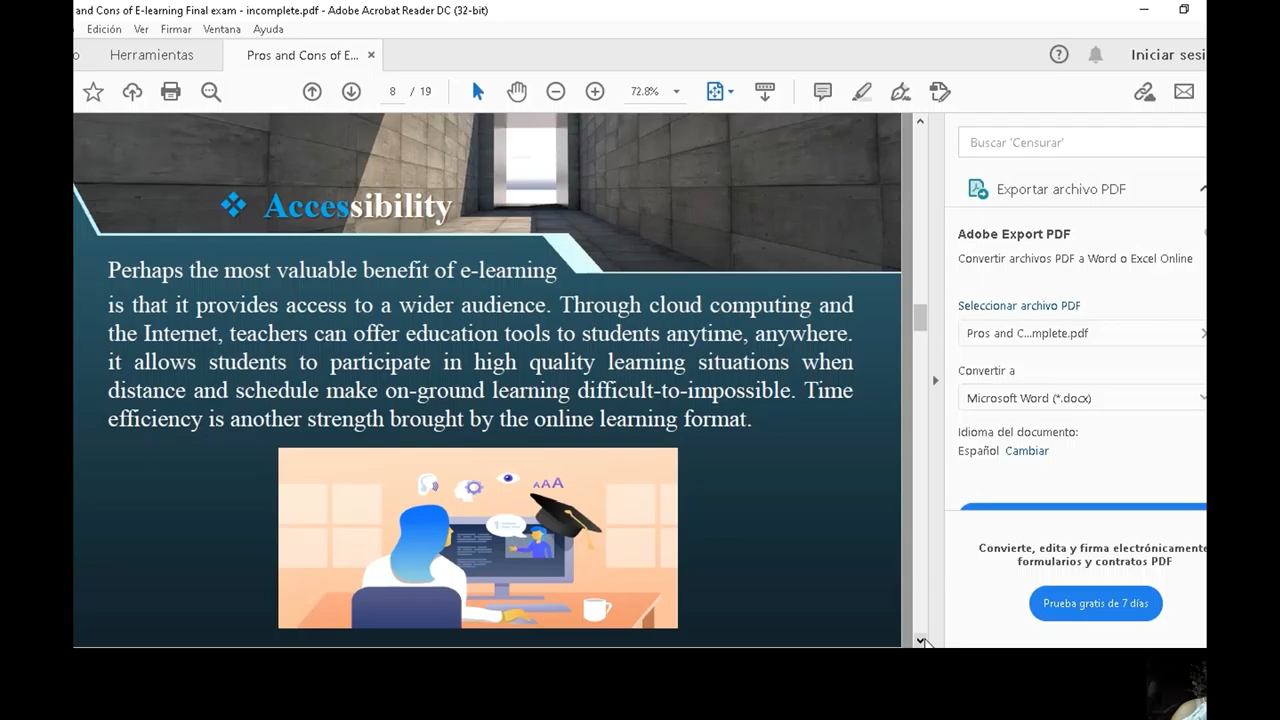 and Cons of E-learning Final exam - incomplete.pdf - Adobe Acrobat Reader DC (32-bit)
Edición Ver Firmar Ventana Ayuda
Herramientas
Pros and Cons of E... ×
Iniciar sesi
8 / 19
72.8%
Buscar 'Censurar'
Accessibility
Exportar archivo PDF
Perhaps the most valuable benefit of e-learning
is that it provides access to a wider audience. Through cloud computing and
the Internet, teachers can offer education tools to students anytime, anywhere.
it allows students to participate in high quality learning situations when
distance and schedule make on-ground learning difficult-to-impossible. Time
efficiency is another strength brought by the online learning format.
AAA
Adobe Export PDF
Convertir archivos PDF a Word o Excel Online
Seleccionar archivo PDF
Pros and C...mplete.pdf
Convertir a
Microsoft Word (*.docx)
Idioma del documento:
Español Cambiar
Convierte, edita y firma electrónicamente
formularios y contratos PDF
Prueba gratis de 7 días